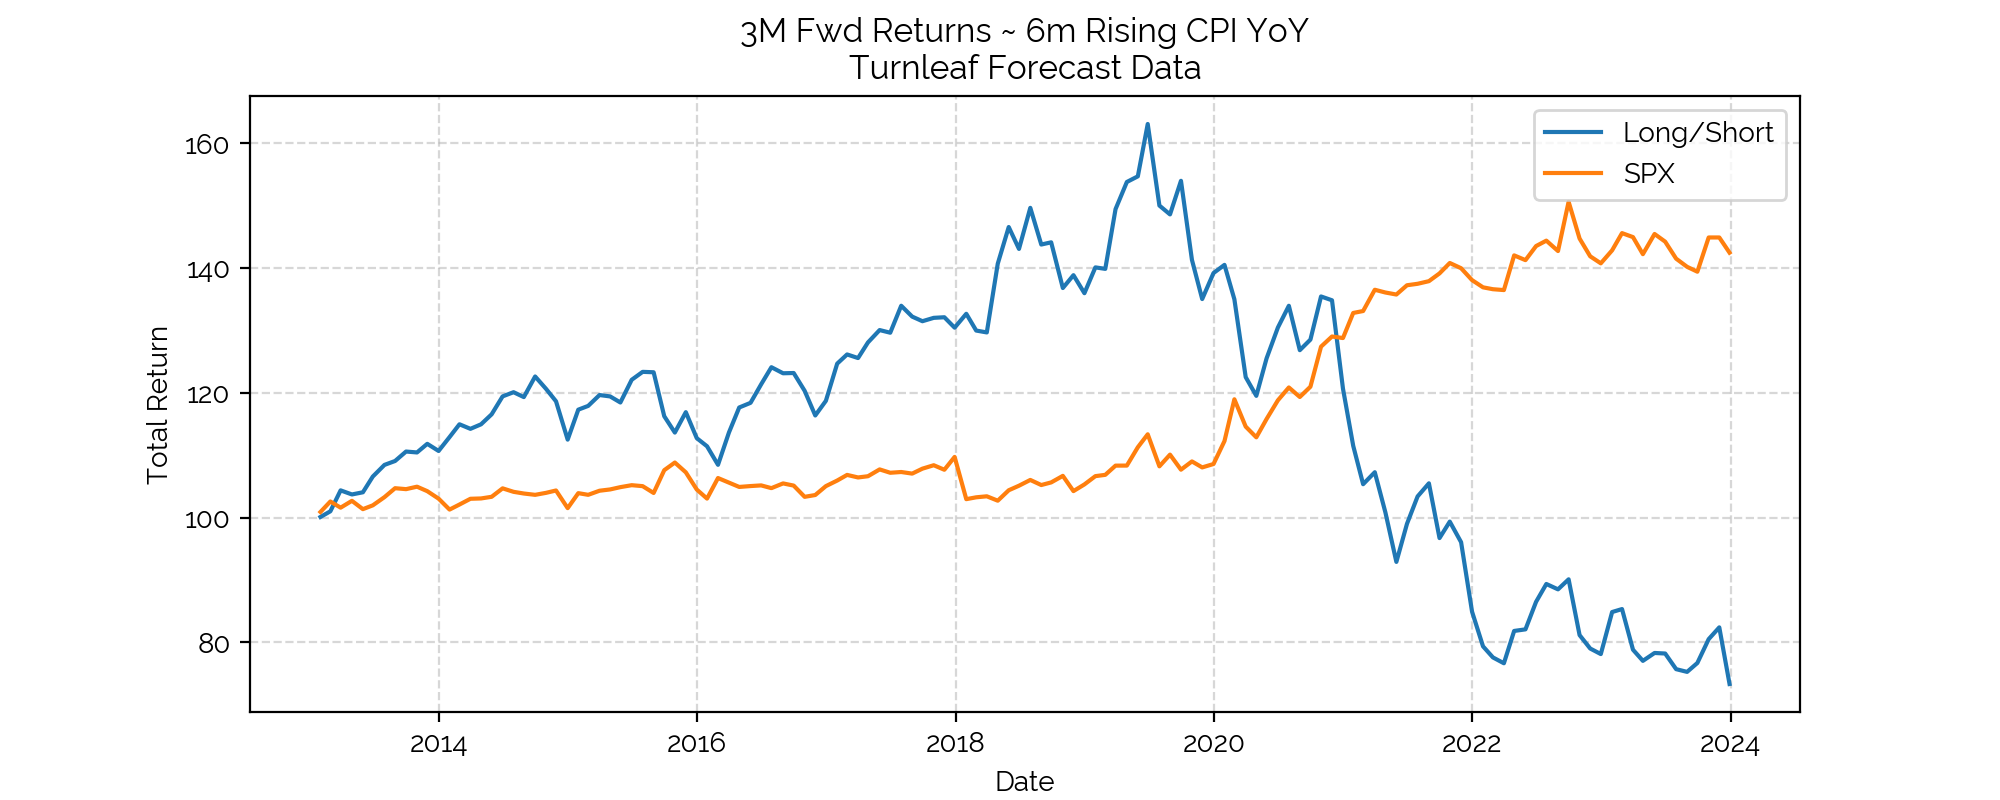 3M Fwd Returns ~ 6m Rising CPI YoY
Turnleaf Forecast Data
Long/Short
SPX
Total Return
160
140
120
100
80
2014
2016
2018
2020
2022
2024
Date